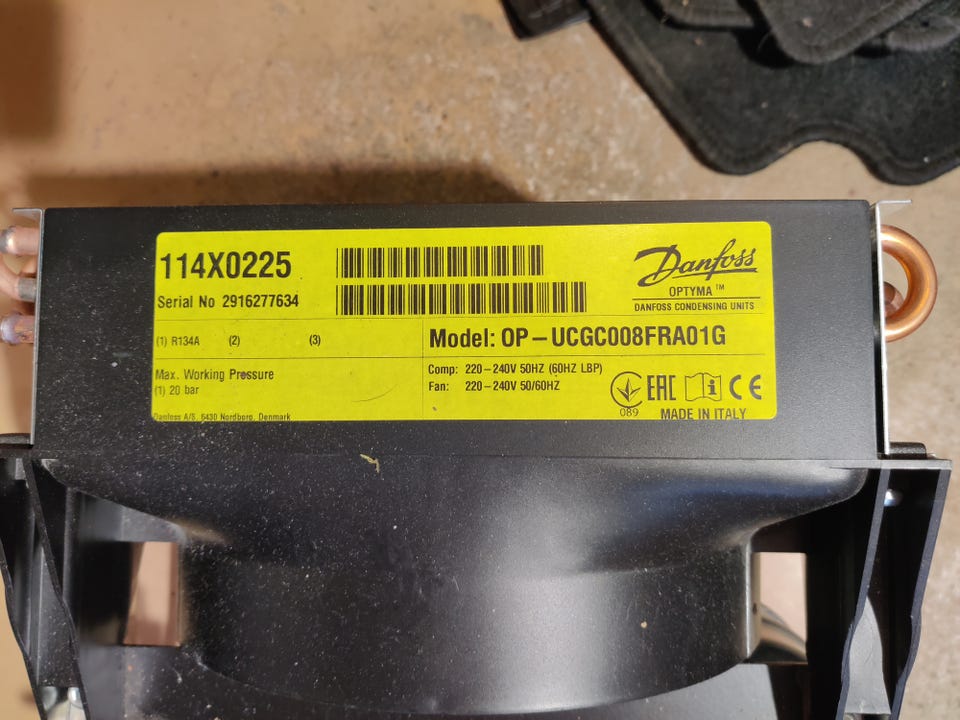 114X0225
Serial No 2916277634
Danfoss
OPTYMA™
DANFOSS CONDENSING UNITS
(1) R134A (2) (3)
Max. Working Pressure
(1) 20 bar
Danfoss A/S, 6430 Nordborg, Denmark
Model: OP-UCGC008FRA01G
Comp: 220-240V 50HZ (60HZ LBP)
Fan: 220-240V 50/60HZ
089
EAC
i
CE
MADE IN ITALY